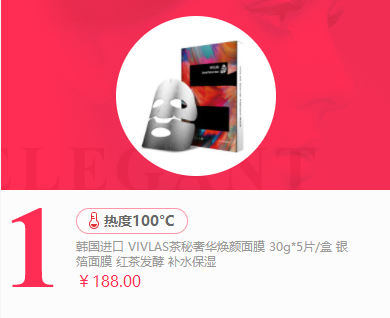 VIVLAS
ELEGANT
1
热度100°C
韩国进口 VIVLAS茶秘奢华焕颜面膜 30g*5片/盒 银
箔面膜 红茶发酵 补水保湿
￥188.00